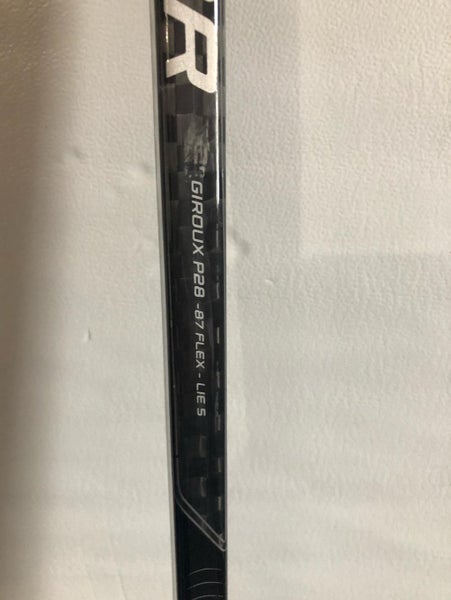 R
GIROUX P28 - 87 FLEX - LIE 5